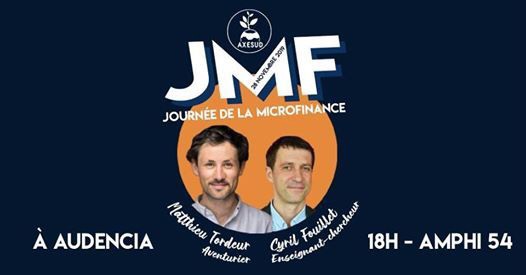 AXESUD
JMF
28 NOVEMBRE 2019
JOURNÉE DE LA MICROFINANCE
Matthieu Tordeur
Aventurier
Cyril Fouillet
Enseignant-chercheur
À AUDENCIA
18H - AMPHI 54